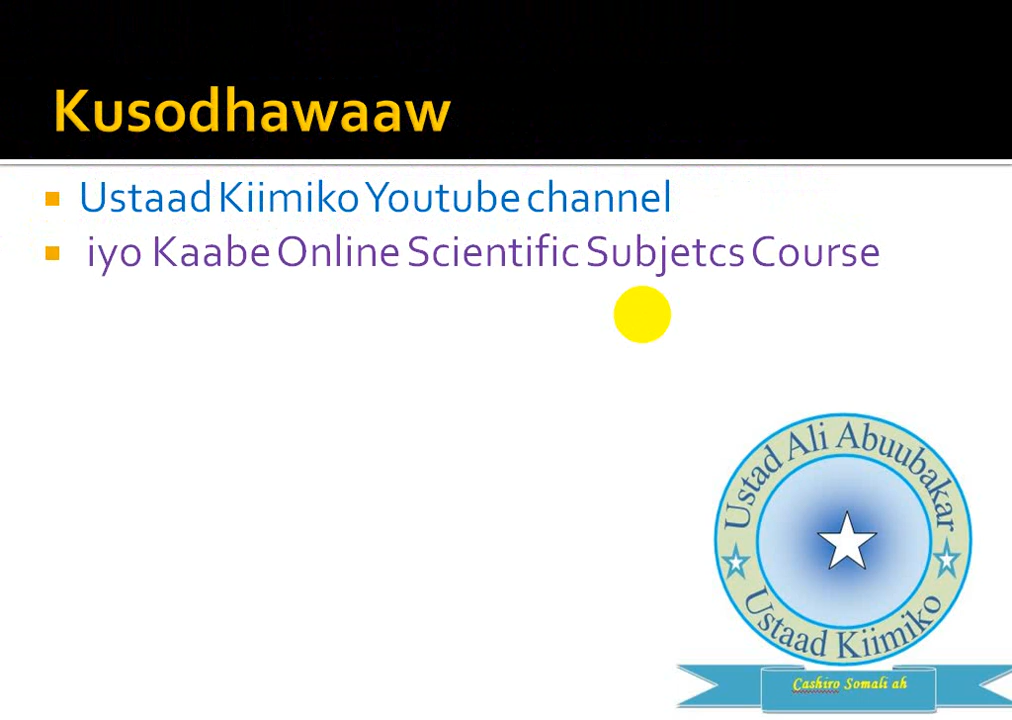 Kusodhawaaw
Ustaad Kiimiko Youtube channel
iyo Kaabe Online Scientific Subjetcs Course
Ustad Ali Abuubakar
Ustaad Kiimiko
Cashiro Somali ah